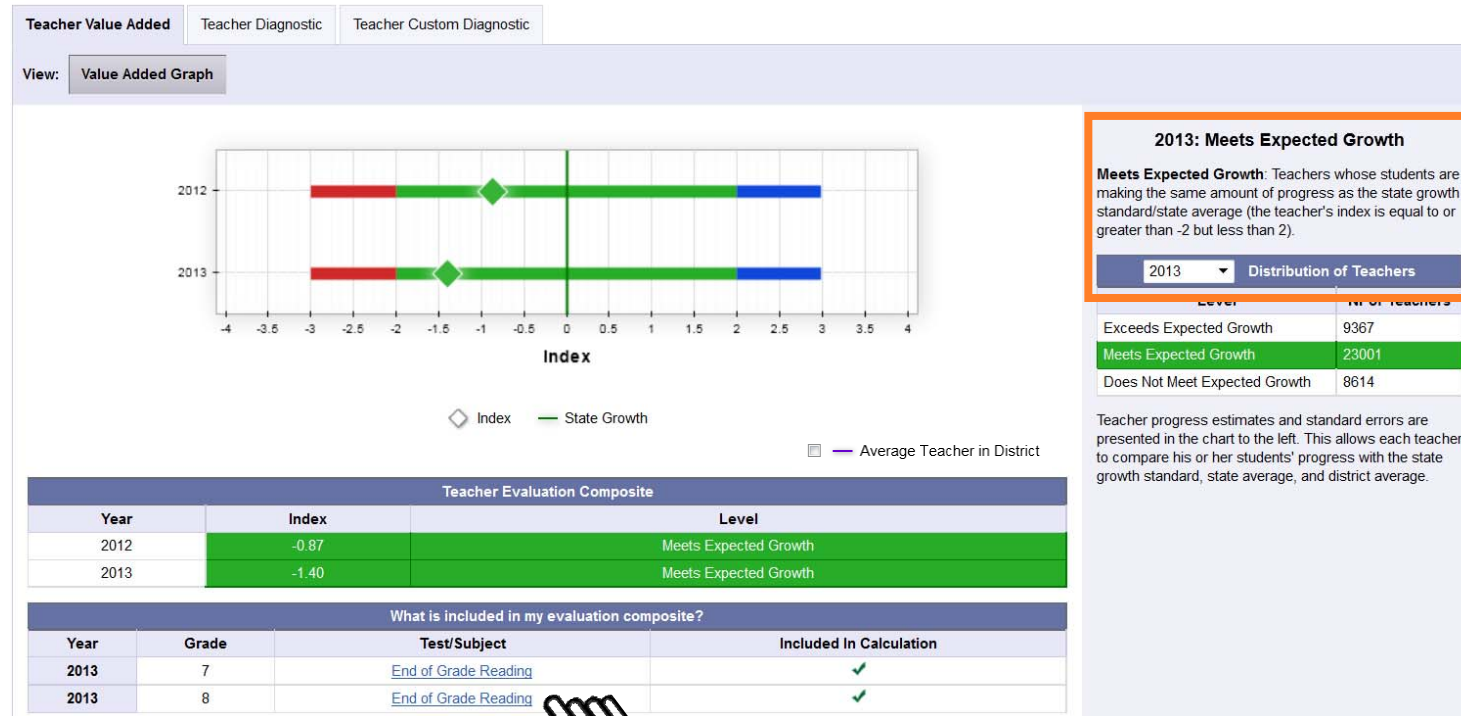 Teacher Value Added Teacher Diagnostic Teacher Custom Diagnostic
View: Value Added Graph
2012
2013
-4 -3.5 -3 -2.5 -2 -1.5 -1 -0.5 0 0.5 1 1.5 2 2.5 3 3.5 4
Index
Index State Growth
Average Teacher in District
Teacher Evaluation Composite
Year Index Level
2012 -0.87 Meets Expected Growth
2013 -1.40 Meets Expected Growth
What is included in my evaluation composite?
Year Grade Test/Subject Included In Calculation
2013 7 End of Grade Reading
2013 8 End of Grade Reading
2013: Meets Expected Growth
Meets Expected Growth: Teachers whose students are
making the same amount of progress as the state growth
standard/state average (the teacher's index is equal to or
greater than -2 but less than 2).
2013 Distribution of Teachers
Level Nr of Teachers
Exceeds Expected Growth 9367
Meets Expected Growth 23001
Does Not Meet Expected Growth 8614
Teacher progress estimates and standard errors are
presented in the chart to the left. This allows each teacher
to compare his or her students' progress with the state
growth standard, state average, and district average.